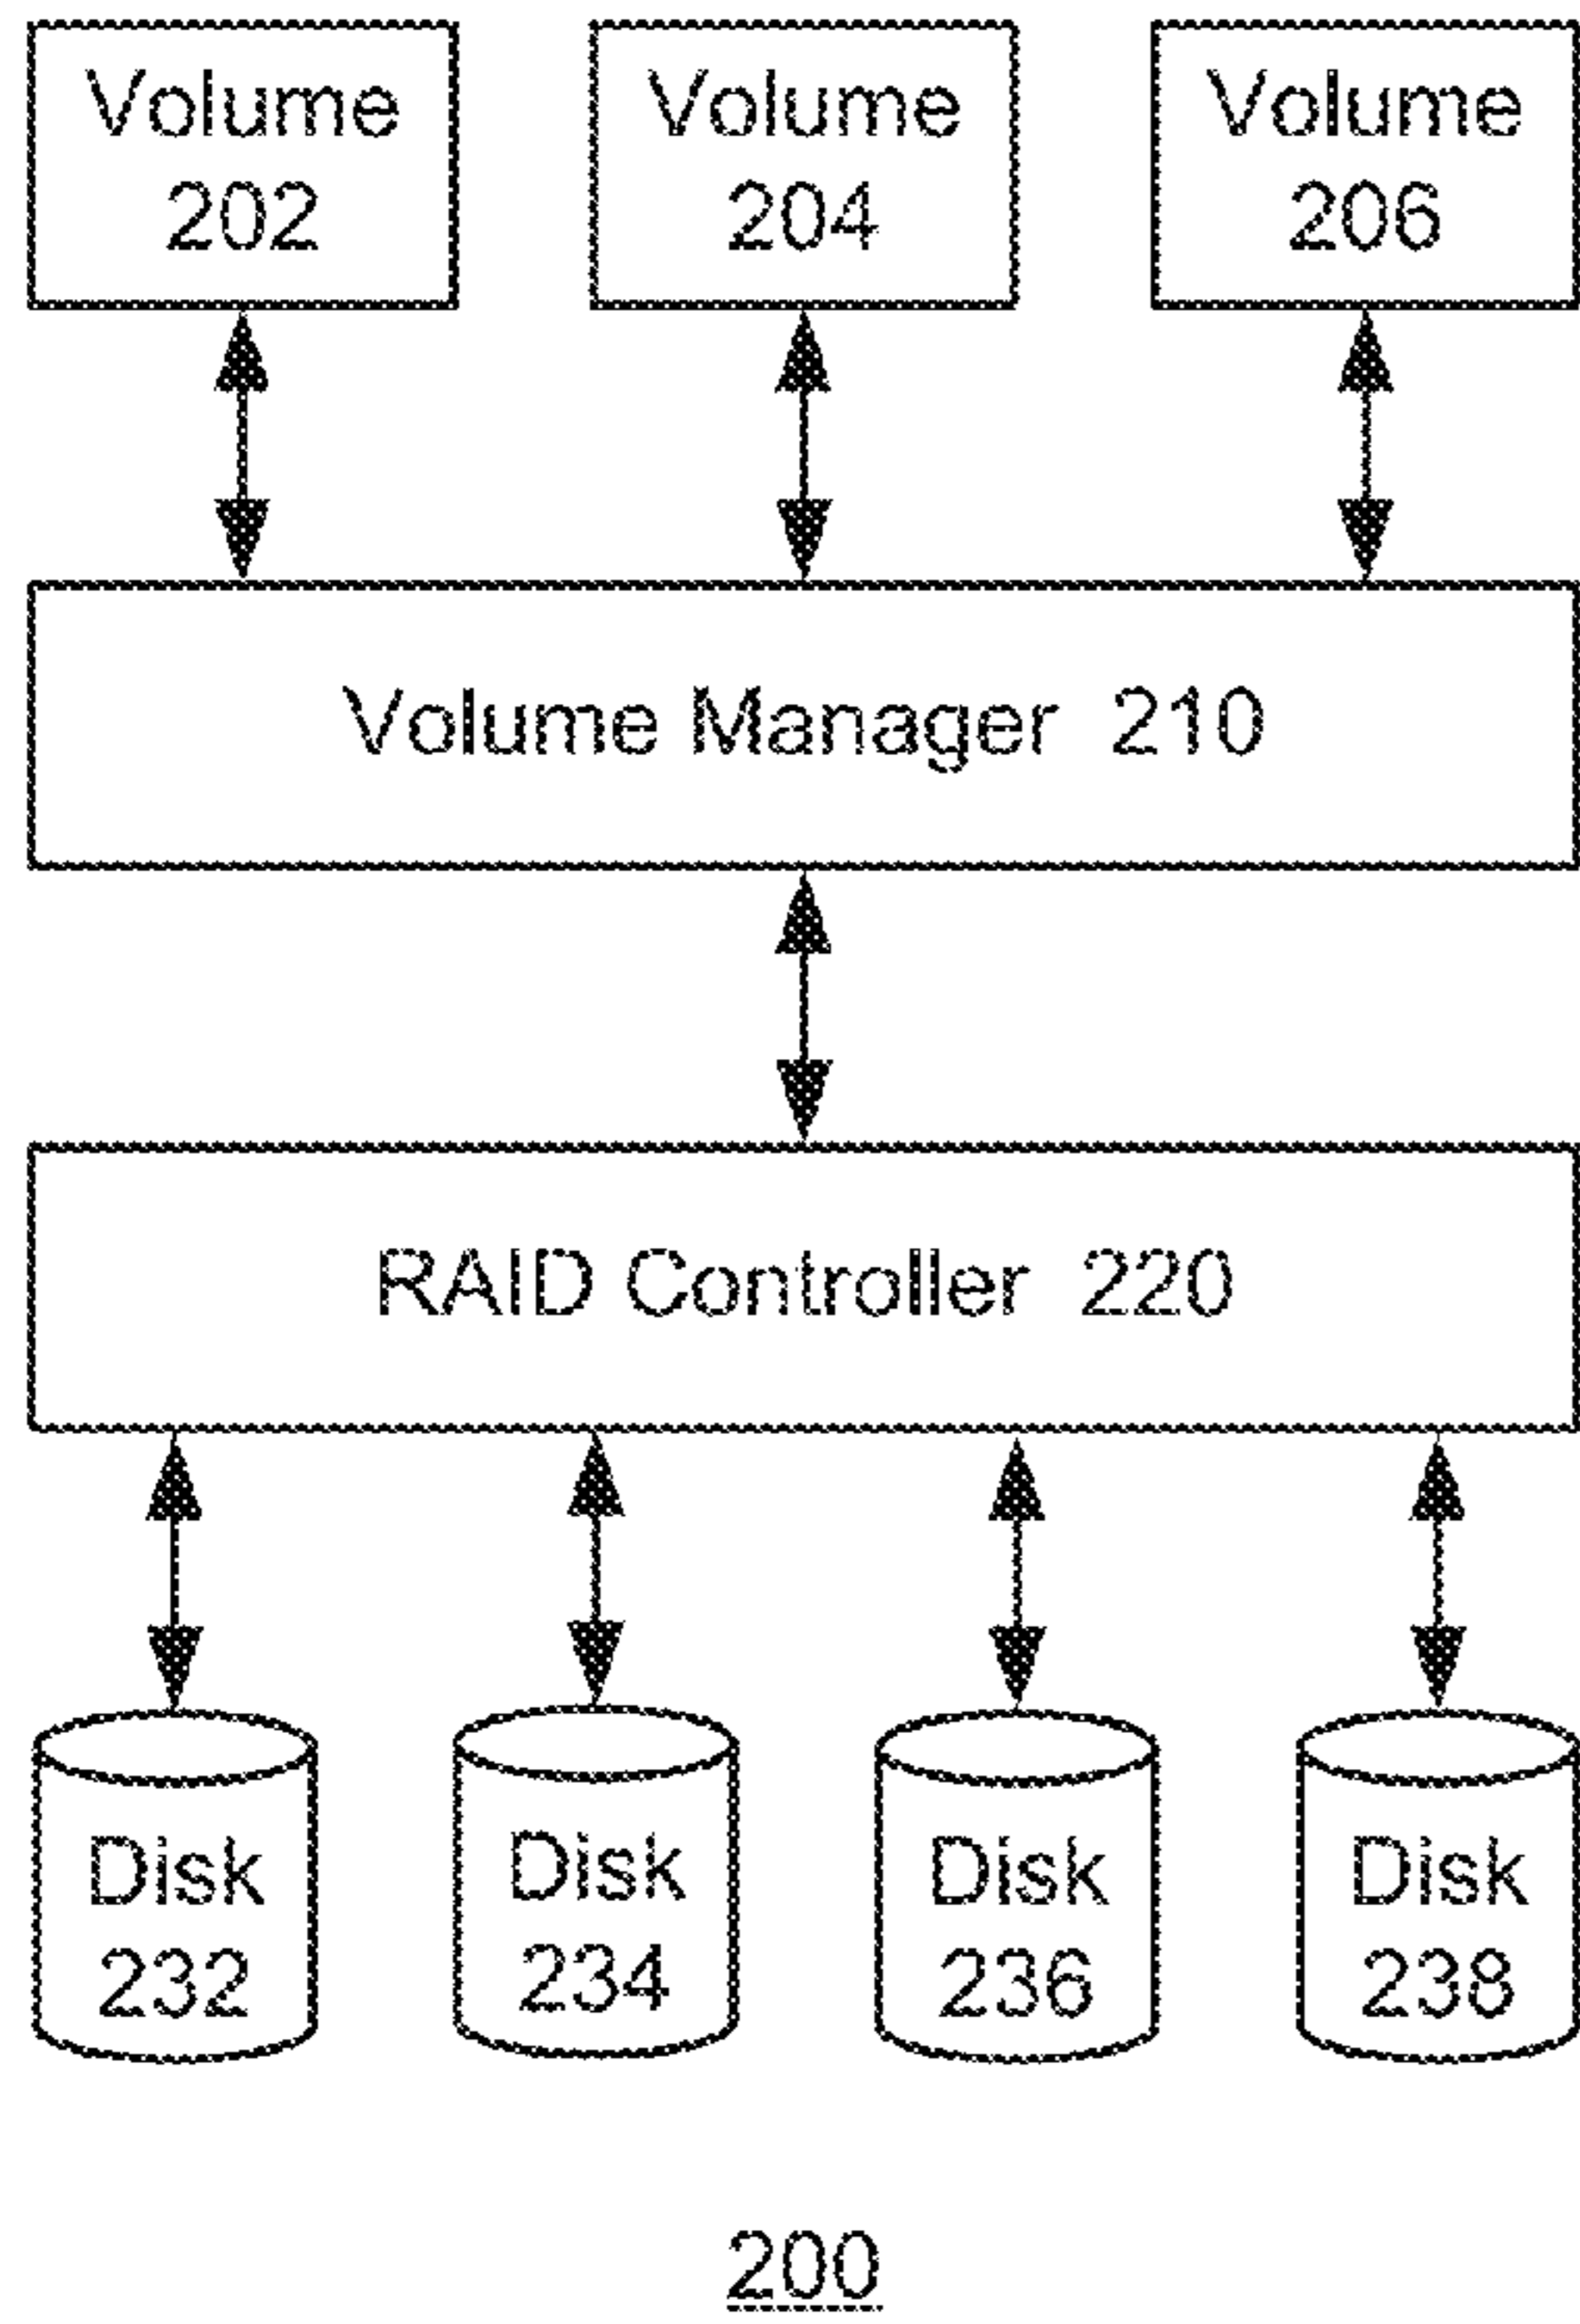 Volume
202
Volume
204
Volume
206
Volume Manager 210
RAID Controller 220
Disk
232
Disk
234
Disk
236
Disk
238
200